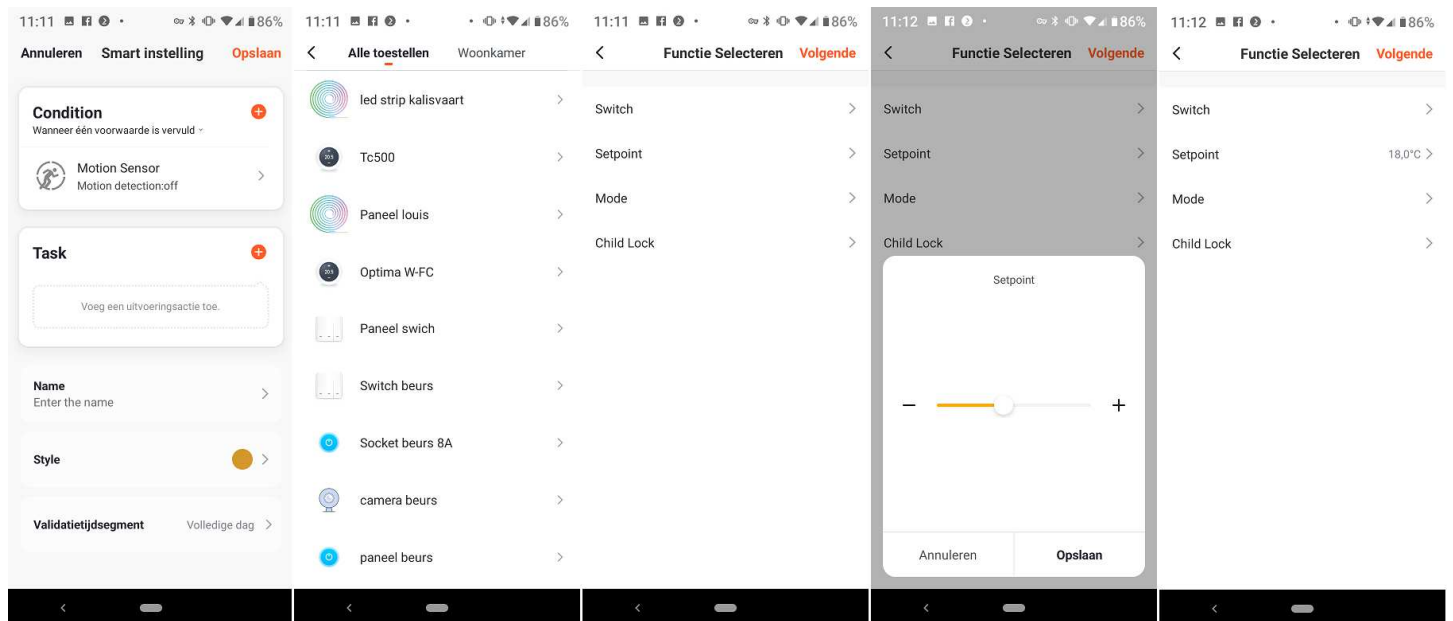 11:11 86%
Annuleren Smart instelling Opslaan
Condition
Wanneer één voorwaarde is vervuld
Motion Sensor
Motion detection:off
Task
Voeg een uitvoeringsactie toe.
Name
Enter the name
Style
Validatietijdsegment Volledige dag
11:11 86%
Alle toestellen Woonkamer
led strip kalisvaart
Tc500
Paneel louis
Optima W-FC
Paneel swich
Switch beurs
Socket beurs 8A
camera beurs
paneel beurs
11:11 86%
Functie Selecteren Volgende
Switch
Setpoint
Mode
Child Lock
11:12 86%
Functie Selecteren Volgende
Switch
Setpoint
Mode
Child Lock
Setpoint
Annuleren Opslaan
11:12 86%
Functie Selecteren Volgende
Switch
Setpoint 18,0°C
Mode
Child Lock